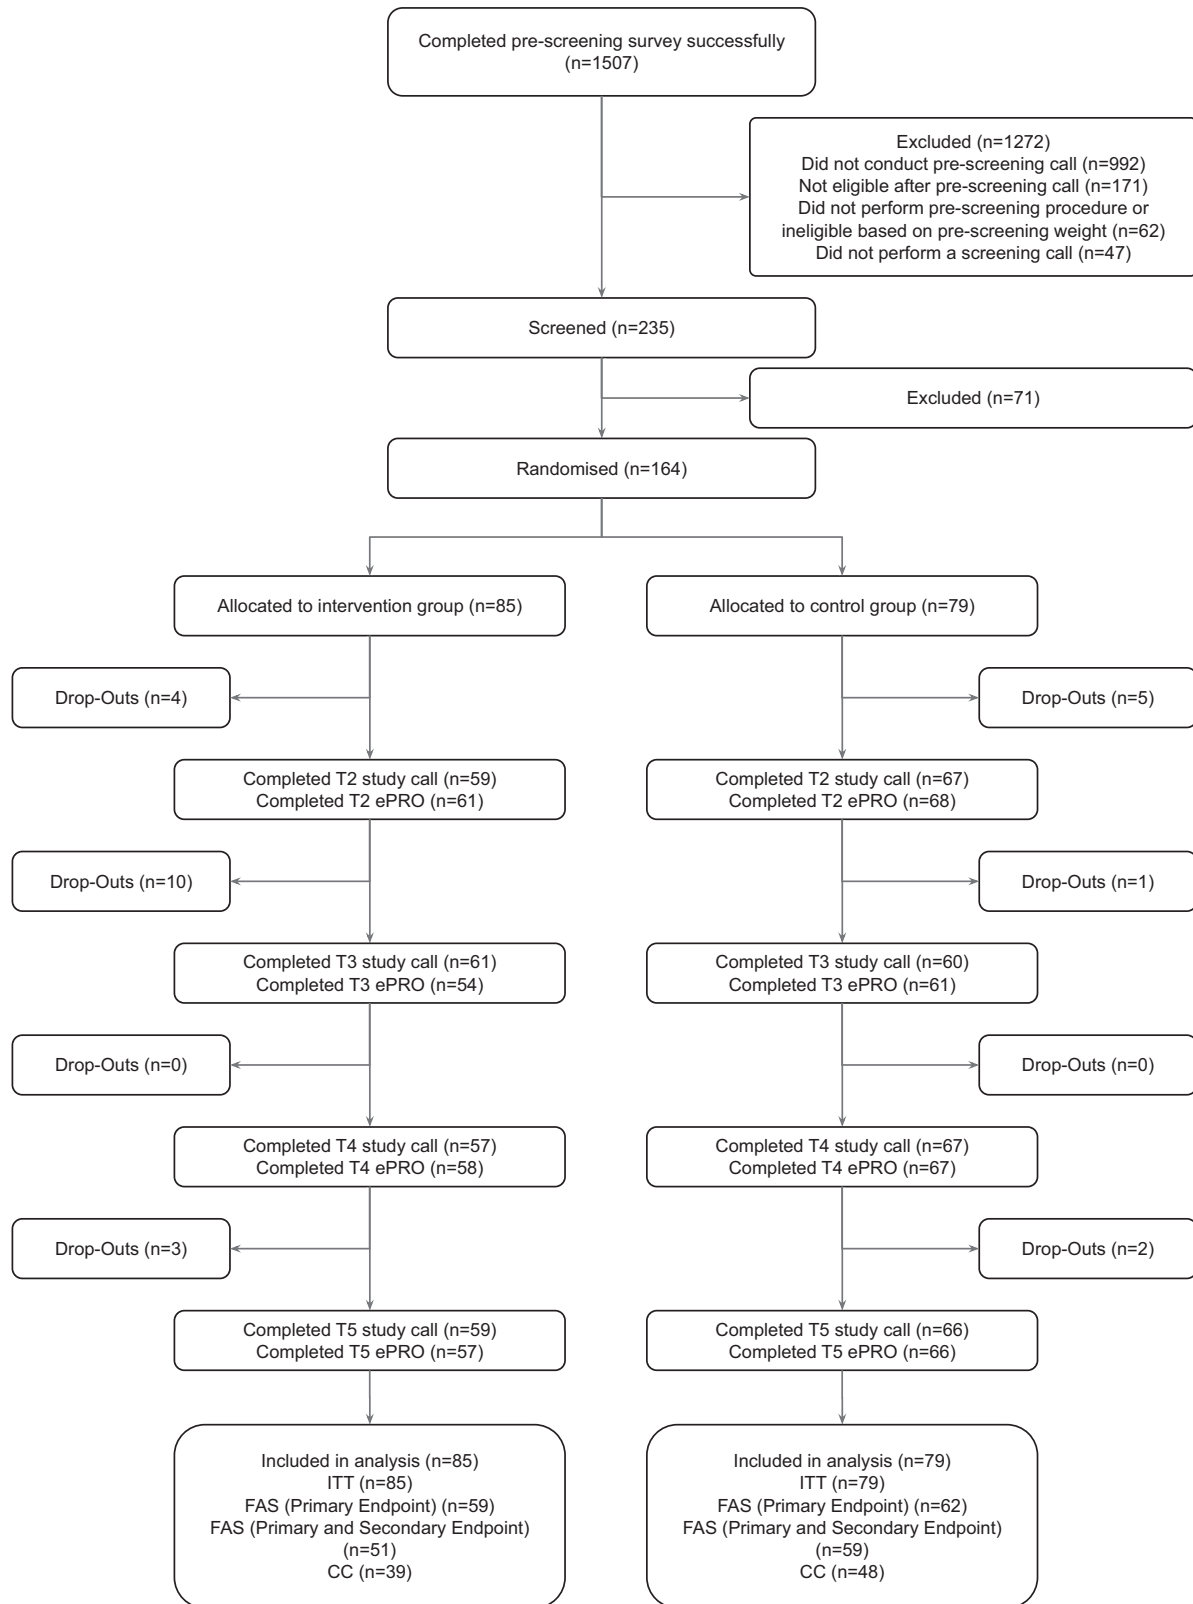 Completed pre-screening survey successfully
(n=1507)
Excluded (n=1272)
Did not conduct pre-screening call (n=992)
Not eligible after pre-screening call (n=171)
Did not perform pre-screening procedure or
ineligible based on pre-screening weight (n=62)
Did not perform a screening call (n=47)
Screened (n=235)
Excluded (n=71)
Randomised (n=164)
Allocated to intervention group (n=85)
Allocated to control group (n=79)
Drop-Outs (n=4)
Drop-Outs (n=5)
Completed T2 study call (n=59)
Completed T2 ePRO (n=61)
Completed T2 study call (n=67)
Completed T2 ePRO (n=68)
Drop-Outs (n=10)
Drop-Outs (n=1)
Completed T3 study call (n=61)
Completed T3 ePRO (n=54)
Completed T3 study call (n=60)
Completed T3 ePRO (n=61)
Drop-Outs (n=0)
Drop-Outs (n=0)
Completed T4 study call (n=57)
Completed T4 ePRO (n=58)
Completed T4 study call (n=67)
Completed T4 ePRO (n=67)
Drop-Outs (n=3)
Drop-Outs (n=2)
Completed T5 study call (n=59)
Completed T5 ePRO (n=57)
Completed T5 study call (n=66)
Completed T5 ePRO (n=66)
Included in analysis (n=85)
ITT (n=85)
FAS (Primary Endpoint) (n=59)
FAS (Primary and Secondary Endpoint)
(n=51)
CC (n=39)
Included in analysis (n=79)
ITT (n=79)
FAS (Primary Endpoint) (n=62)
FAS (Primary and Secondary Endpoint)
(n=59)
CC (n=48)